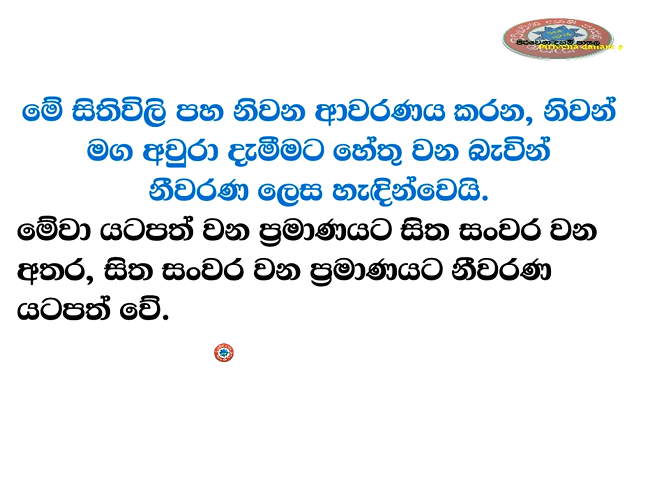 මේ සිතිවිලි පහ නිවන ආවරණය කරන, නිවන්
මග අවුරා දැමීමට හේතු වන බැවින්
නීවරණ ලෙස හැඳින්වෙයි.
මේවා යටපත් වන ප්‍රමාණයට සිත සංවර වන
අතර, සිත සංවර වන ප්‍රමාණයට නීවරණ
යටපත් වේ.